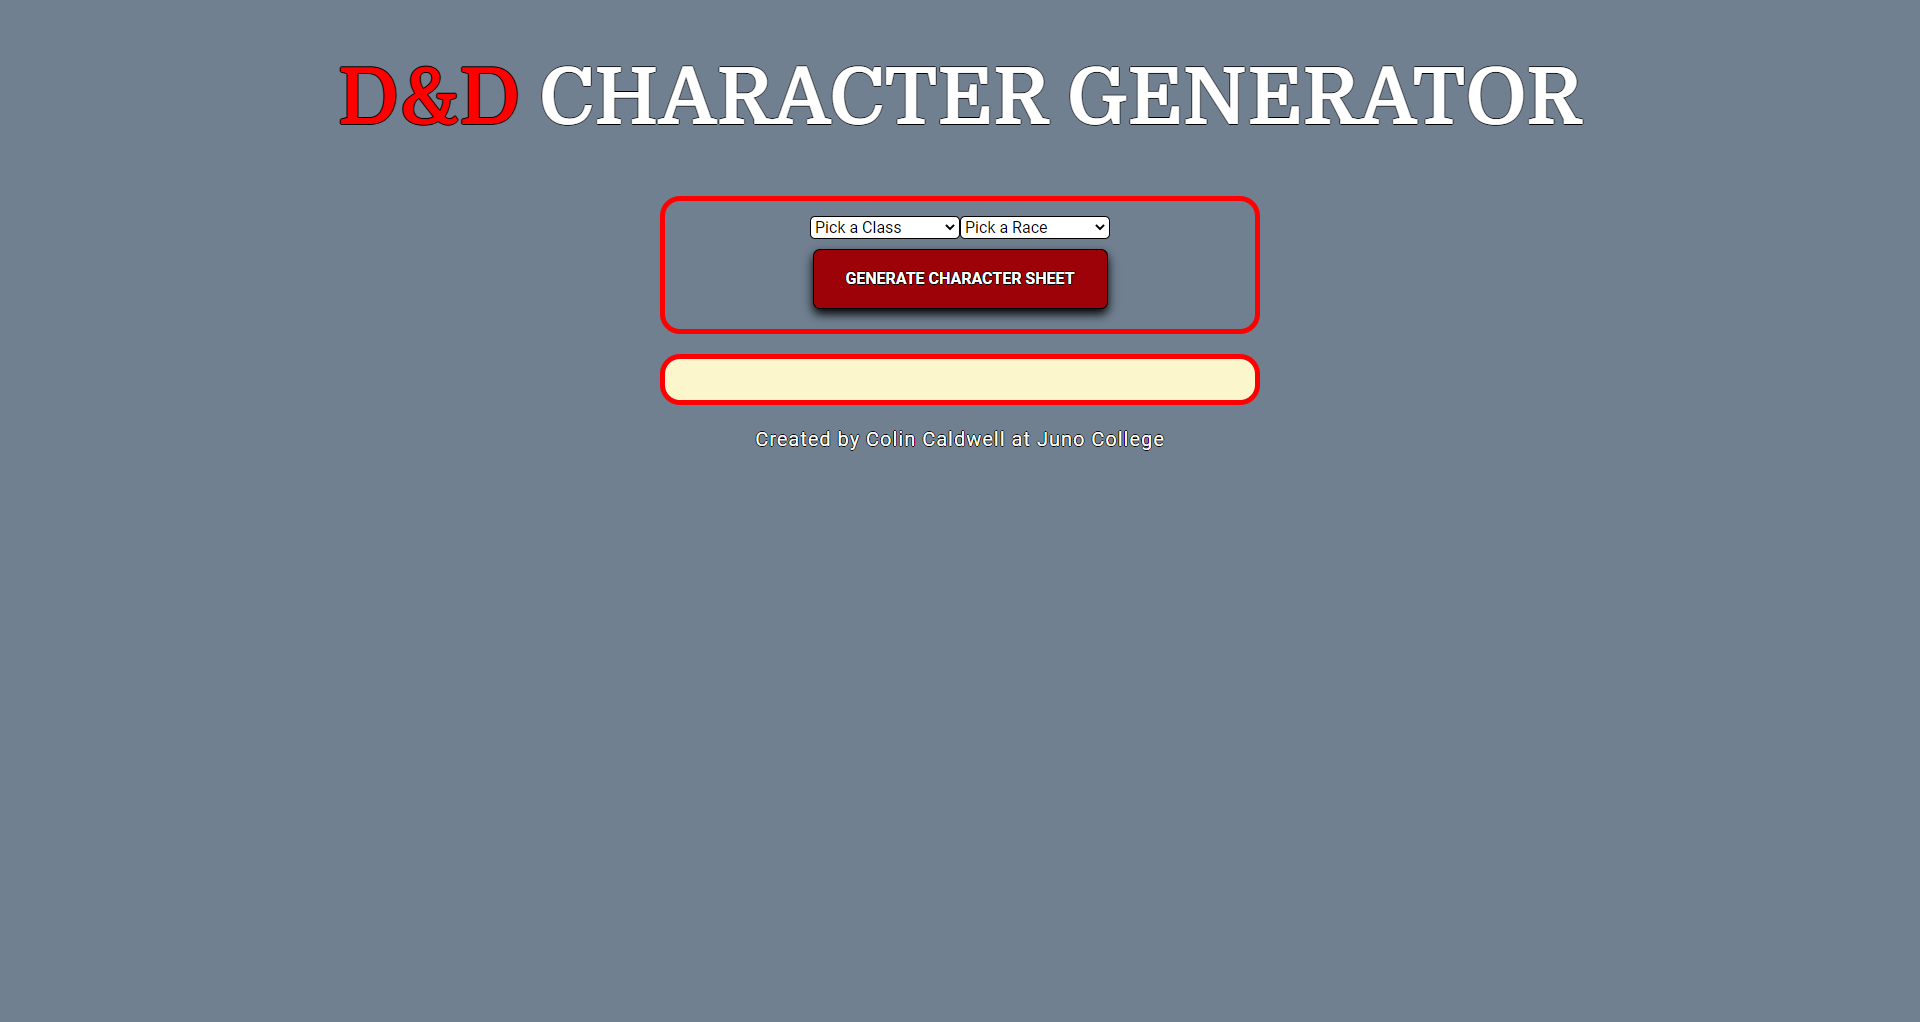 D&D CHARACTER GENERATOR
Pick a Class Pick a Race
GENERATE CHARACTER SHEET
Created by Colin Caldwell at Juno College